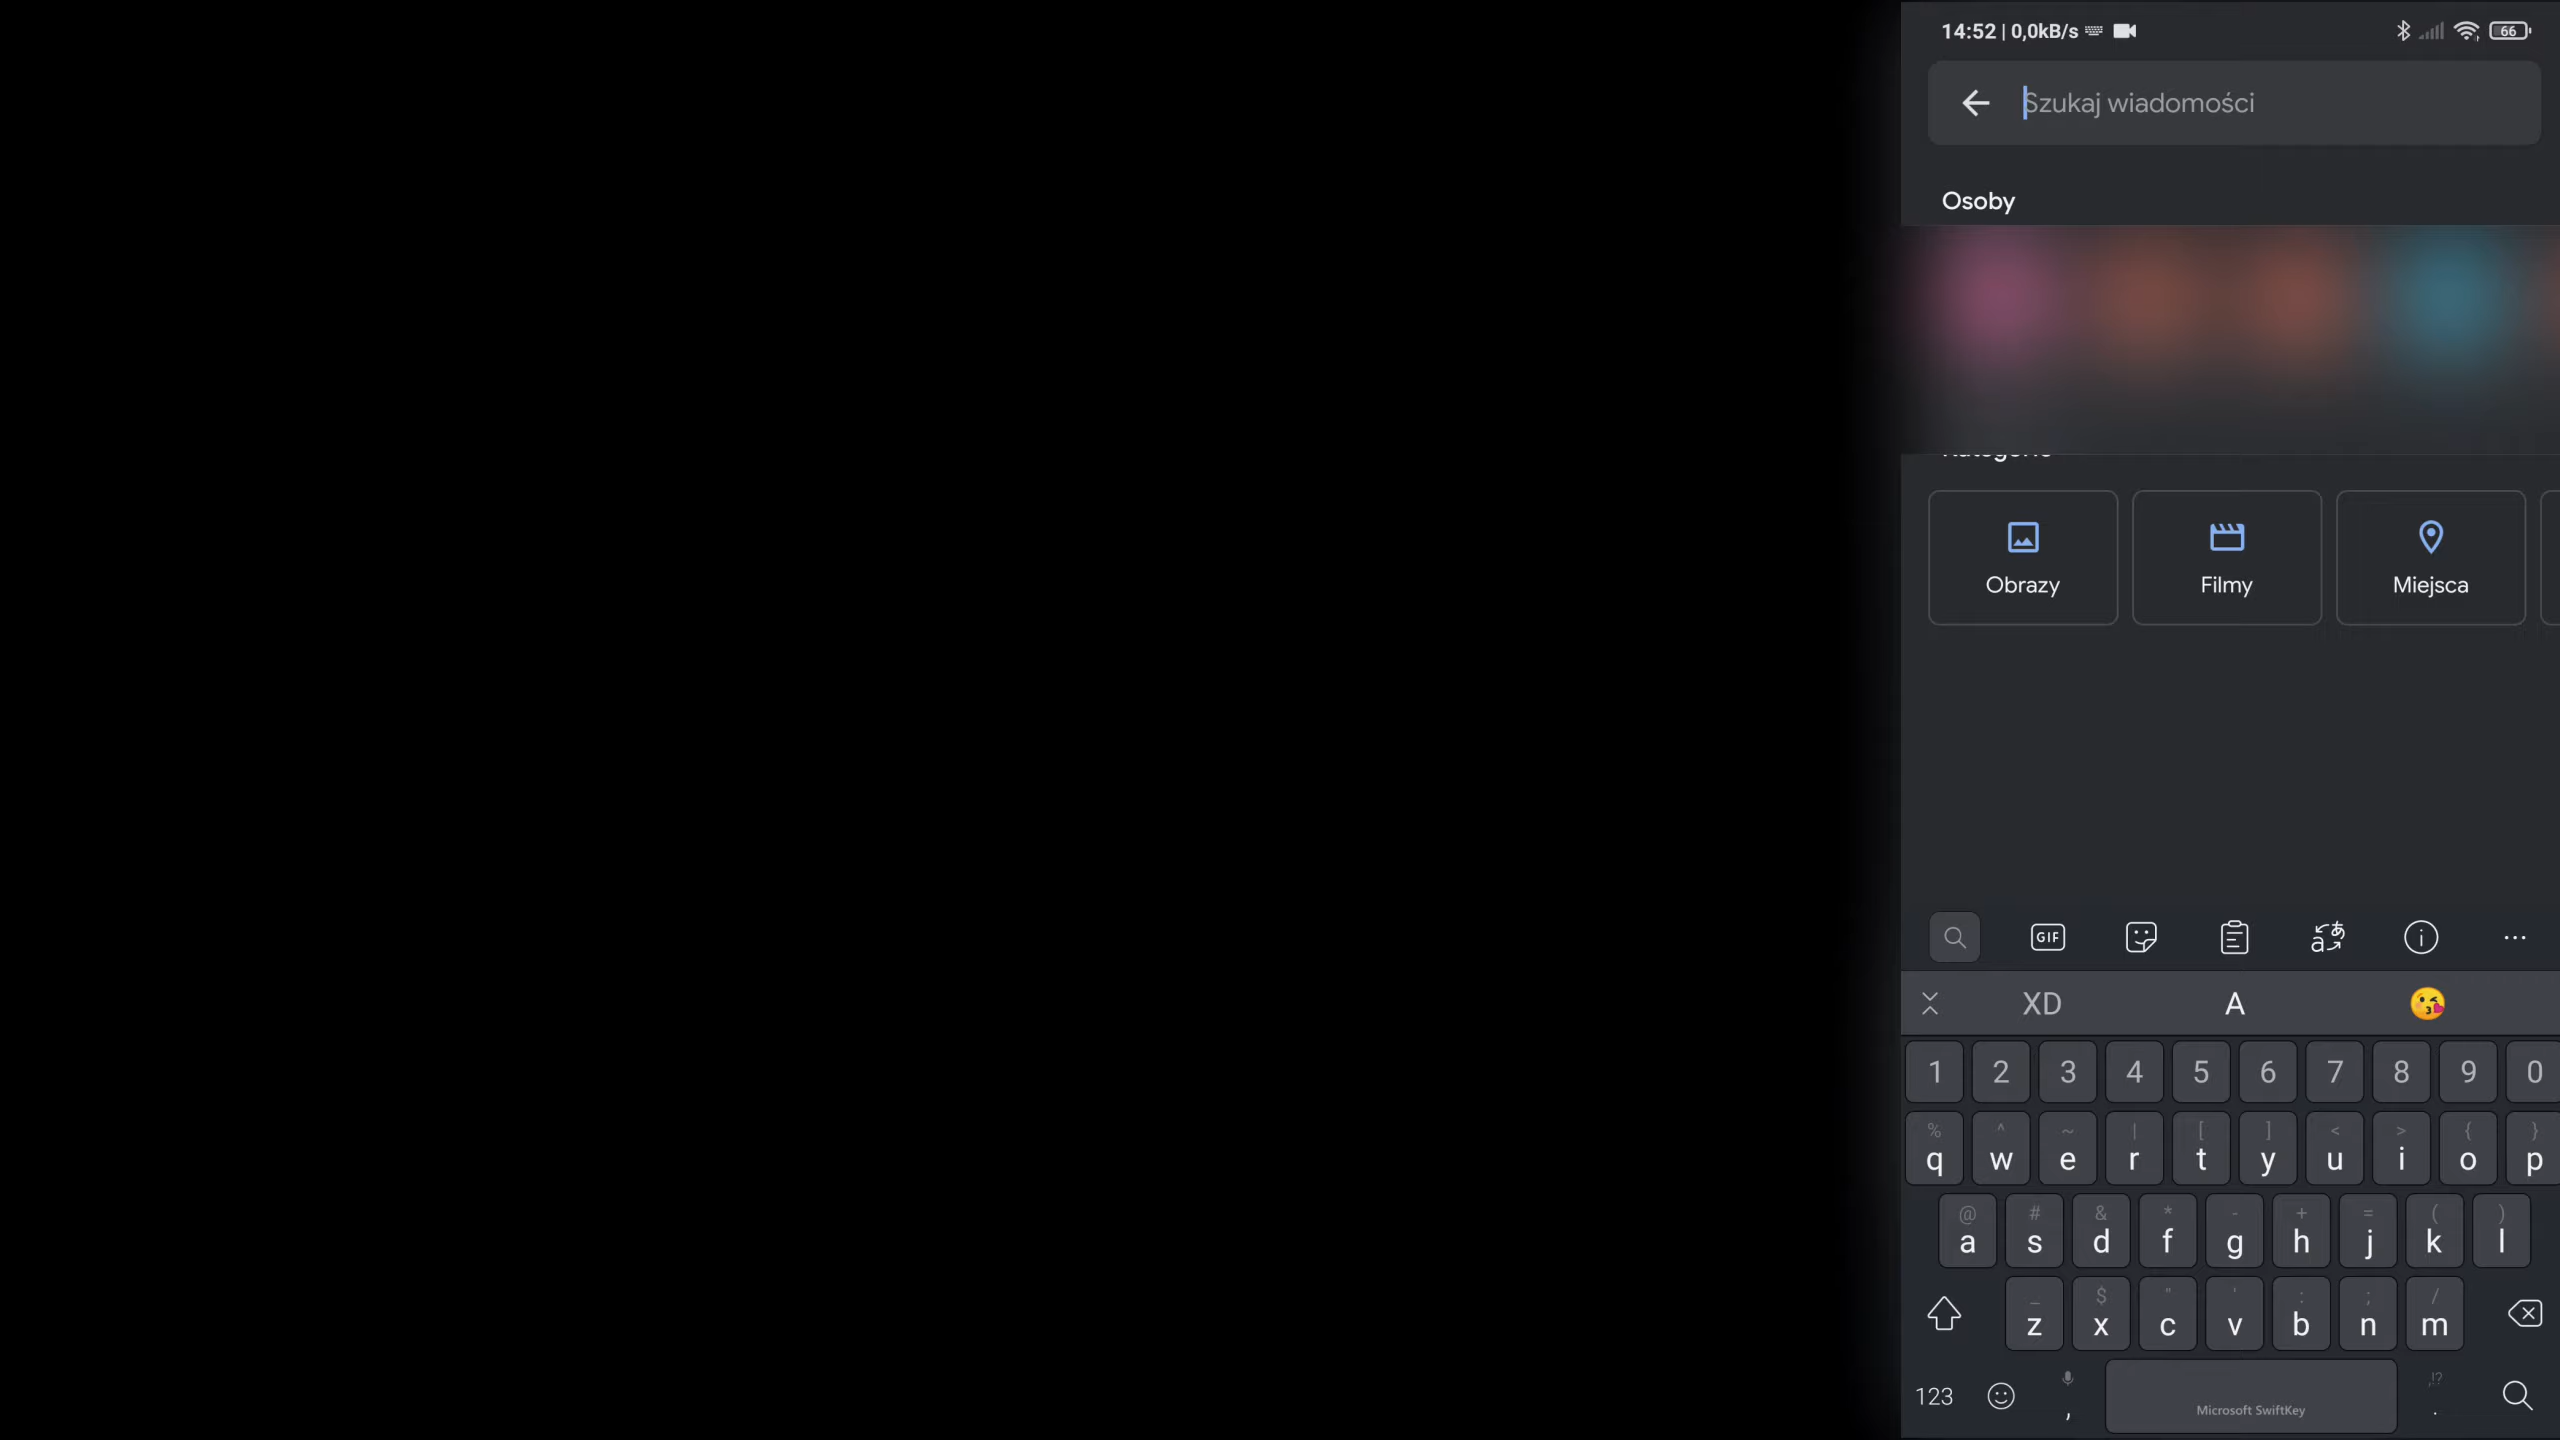 14:52 | 0,0kB/s
66
Szukaj wiadomości
Osoby
Obrazy Filmy Miejsca
GIF
XD A
1 2 3 4 5 6 7 8 9 0
% ^ ~ | [ ] < > { }
q w e r t y u i o p
@ # & * - + = ( )
a s d f g h j k l
_ $ " ' : ; /
z x c v b n m
,!?
123 , Microsoft SwiftKey .